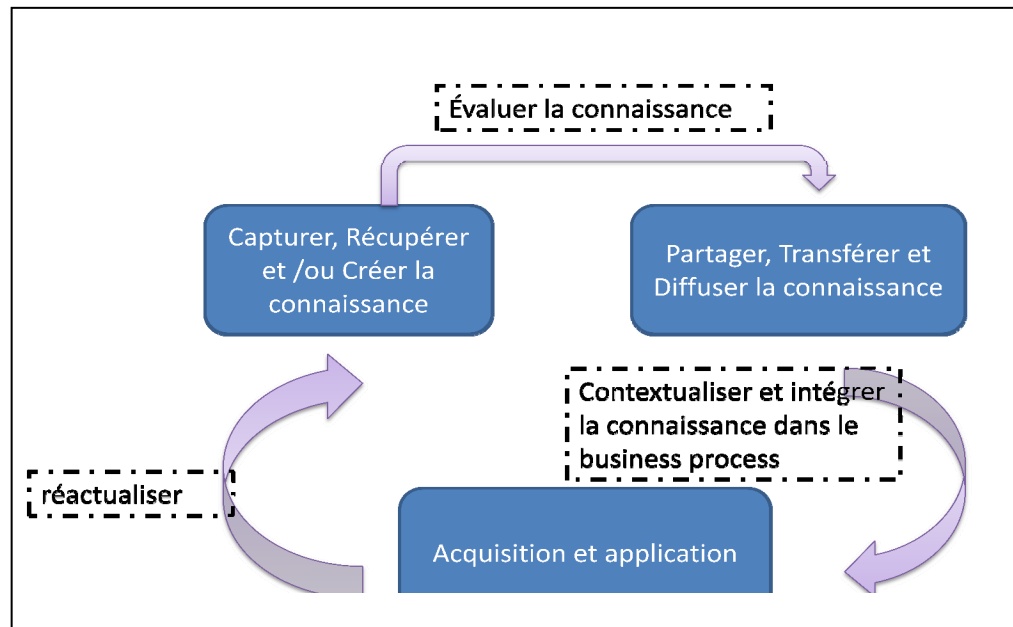 Évaluer la connaissance
Capturer, Récupérer
et /ou Créer la
connaissance
Partager, Transférer et
Diffuser la connaissance
Contextualiser et intégrer
la connaissance dans le
business process
réactualiser
Acquisition et application